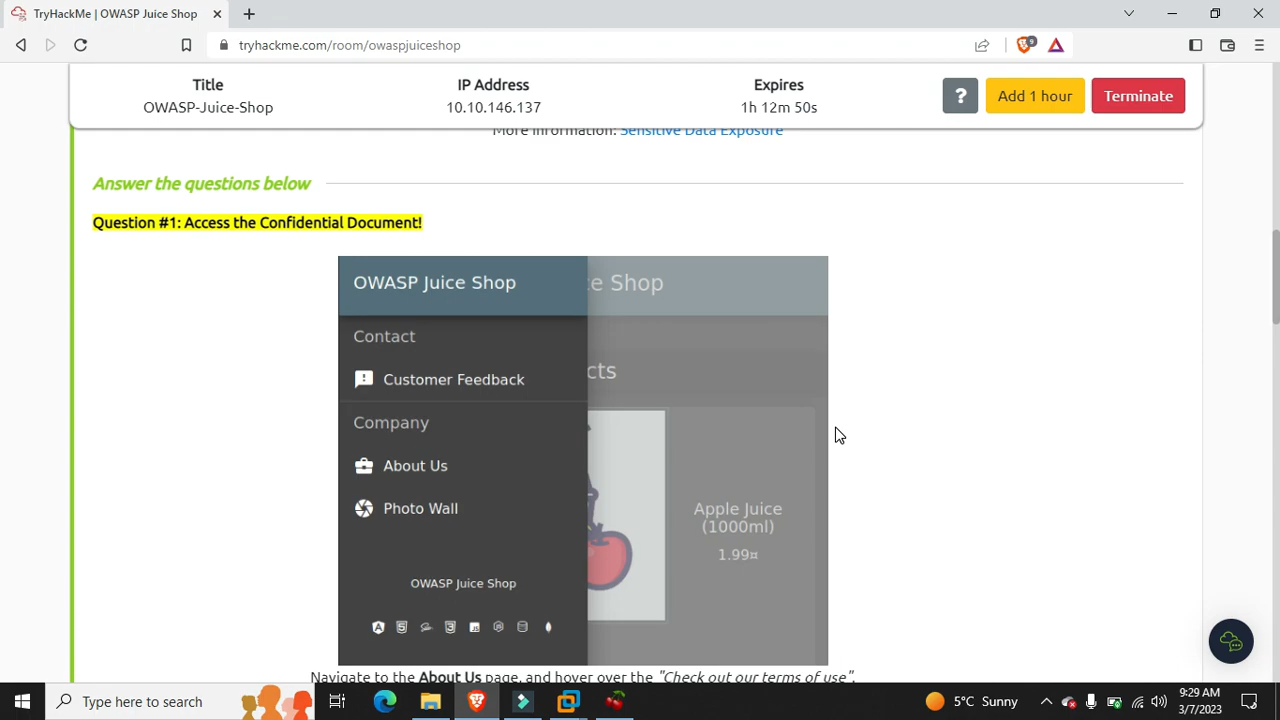 TryHackMe | OWASP Juice Shop
tryhackme.com/room/owaspjuiceshop
9
Title
IP Address
Expires
OWASP-Juice-Shop
10.10.146.137
1h 12m 50s
?
Add 1 hour
Terminate
More information: Sensitive Data Exposure
Answer the questions below
Question #1: Access the Confidential Document!
OWASP Juice Shop
ce Shop
Contact
Customer Feedback
cts
Company
About Us
Photo Wall
Apple Juice
(1000ml)
1.99¤
OWASP Juice Shop
Navigate to the About Us page, and hover over the "Check out our terms of use".
Type here to search
5°C Sunny
9:29 AM
3/7/2023